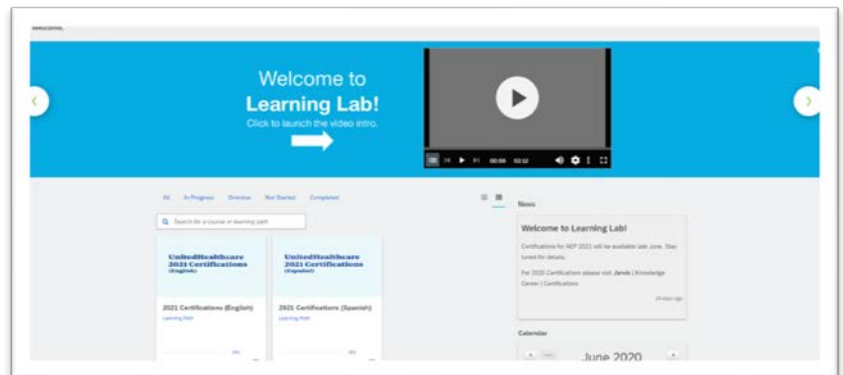 Welcome,
Welcome to
Learning Lab!
Click to launch the video intro.
00:00 02:12
All In Progress Overdue Not Started Completed
Search for a course or learning path
UnitedHealthcare
2021 Certifications
(English)
UnitedHealthcare
2021 Certifications
(Español)
2021 Certifications (English)
Learning Path
0%
2021 Certifications (Spanish)
Learning Path
0%
News
Welcome to Learning Lab!
Certifications for AEP 2021 will be available late June. Stay
tuned for details.
For 2020 Certifications please visit Jarvis | Knowledge
Center | Certifications
Calendar
June 2020